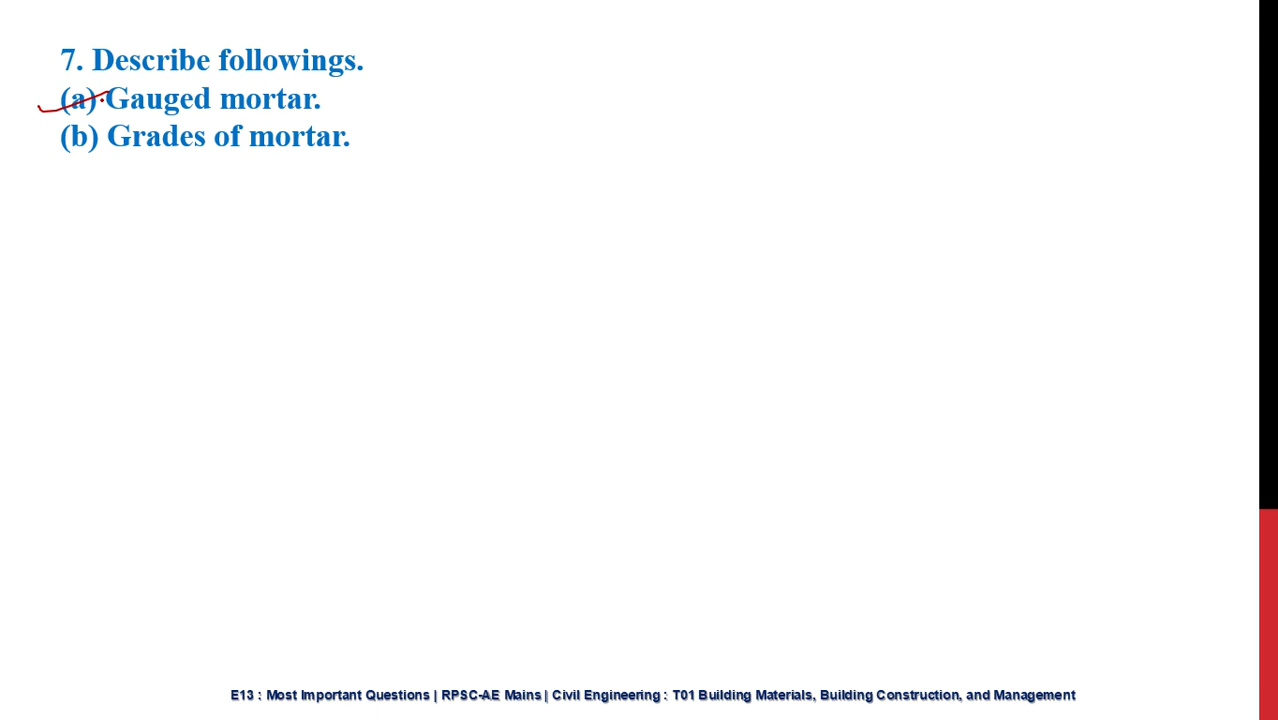 7. Describe followings.
(a) Gauged mortar.
(b) Grades of mortar.
E13 : Most Important Questions | RPSC-AE Mains | Civil Engineering : T01 Building Materials, Building Construction, and Management